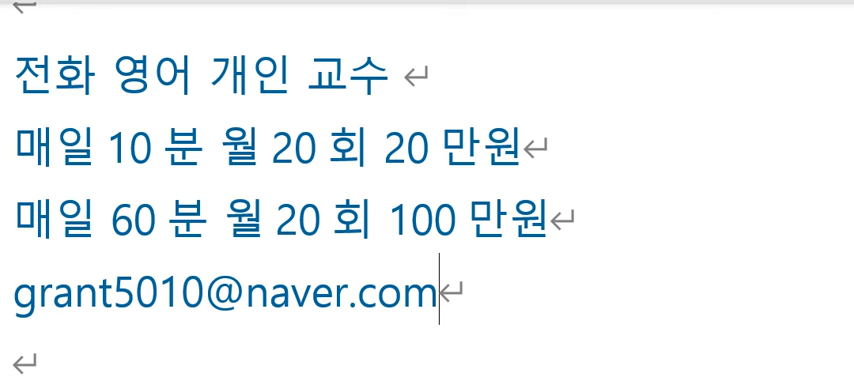 전화 영어 개인 교수
매일 10 분 월 20 회 20 만원
매일 60 분 월 20 회 100 만원
grant5010@naver.com